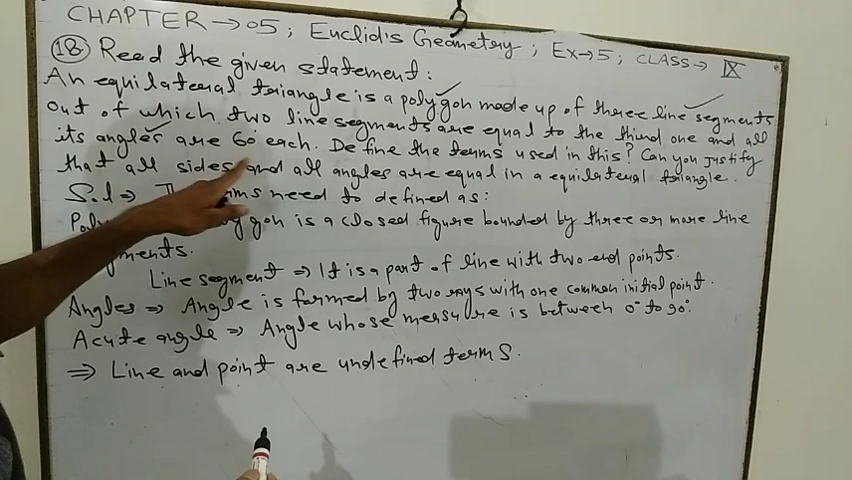 CHAPTER → 05 ; Euclid's Geometry ; Ex → 5 ; CLASS → IX
18 Read the given statement :
An equilateral triangle is a polygon made up of three line segments
out of which two line segments are equal to the third one and all
its angles are 60° each. Define the terms used in this? Can you justify
that all sides and all angles are equal in a equilateral triangle.
Sol ⇒ need to defined as :
gon is a closed figure bounded by three or more line
ments.
Line segment ⇒ It is a part of line with two end points.
Angles ⇒ Angle is formed by two rays with one common initial point.
Acute angle ⇒ Angle whose measure is between 0° to 90°.
⇒ Line and point are undefined terms.